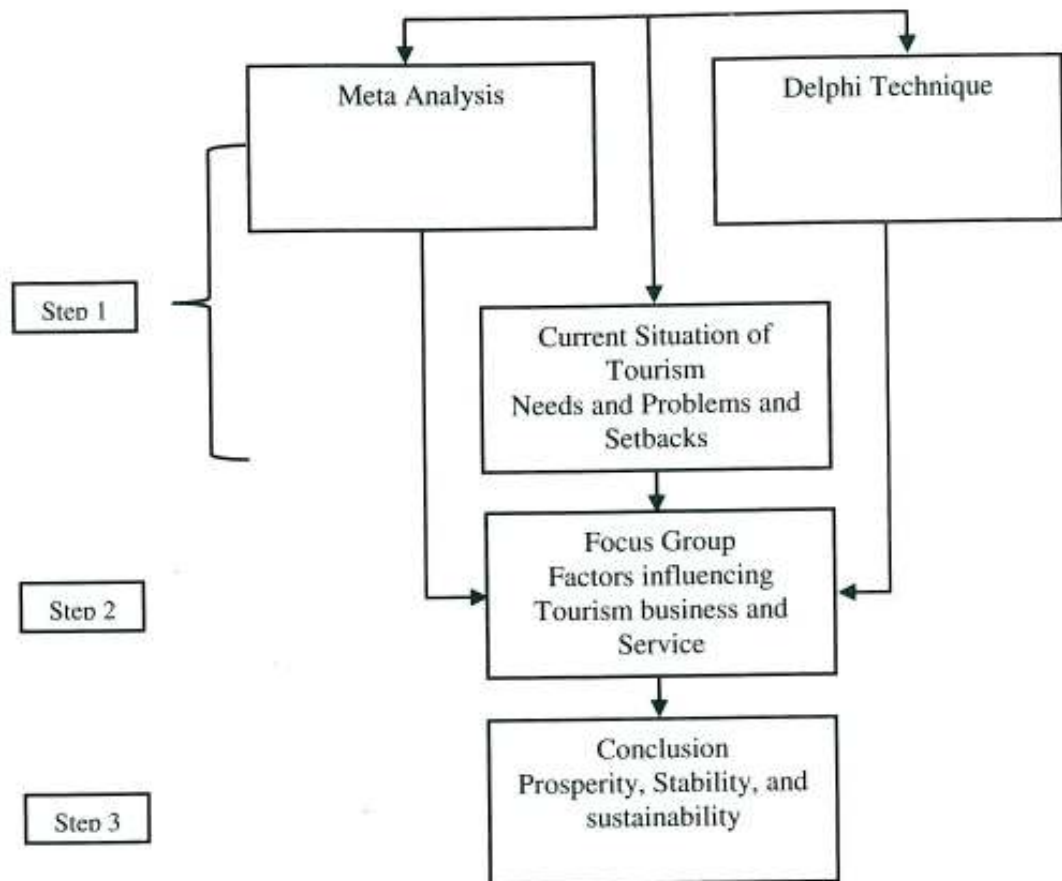 Meta Analysis
Delphi Technique
Step 1
Current Situation of
Tourism
Needs and Problems and
Setbacks
Step 2
Focus Group
Factors influencing
Tourism business and
Service
Step 3
Conclusion
Prosperity, Stability, and
sustainability